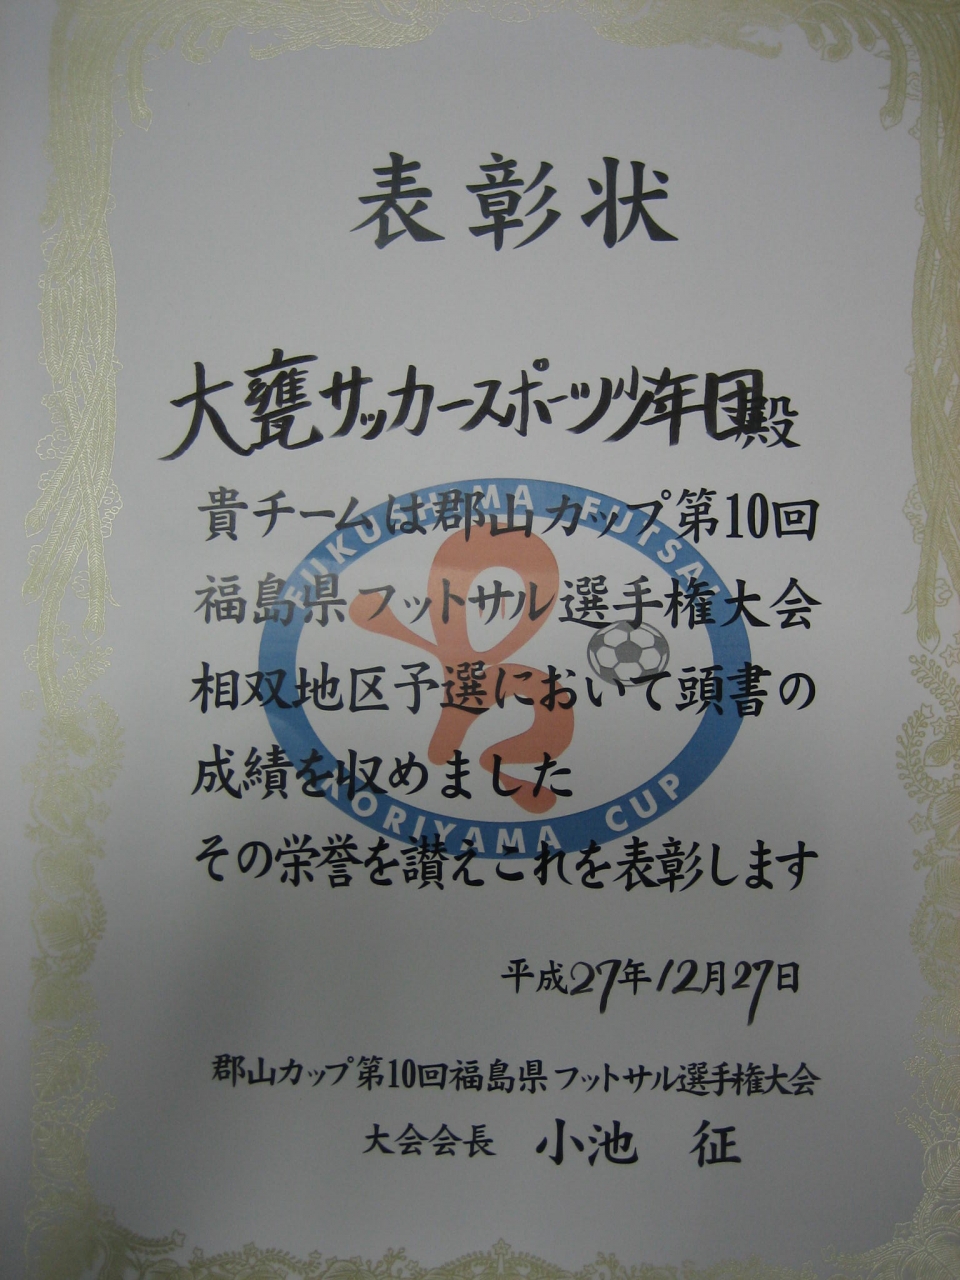 表彰状
大甕サッカースポーツ少年団殿
貴チームは郡山カップ第10回
福島県フットサル選手権大会
相双地区予選において頭書の
成績を収めました
その栄誉を讃えこれを表彰します
平成27年12月27日
郡山カップ第10回福島県フットサル選手権大会
大会会長 小池 征
FUKUSHIMA FUTSAL
KORIYAMA CUP